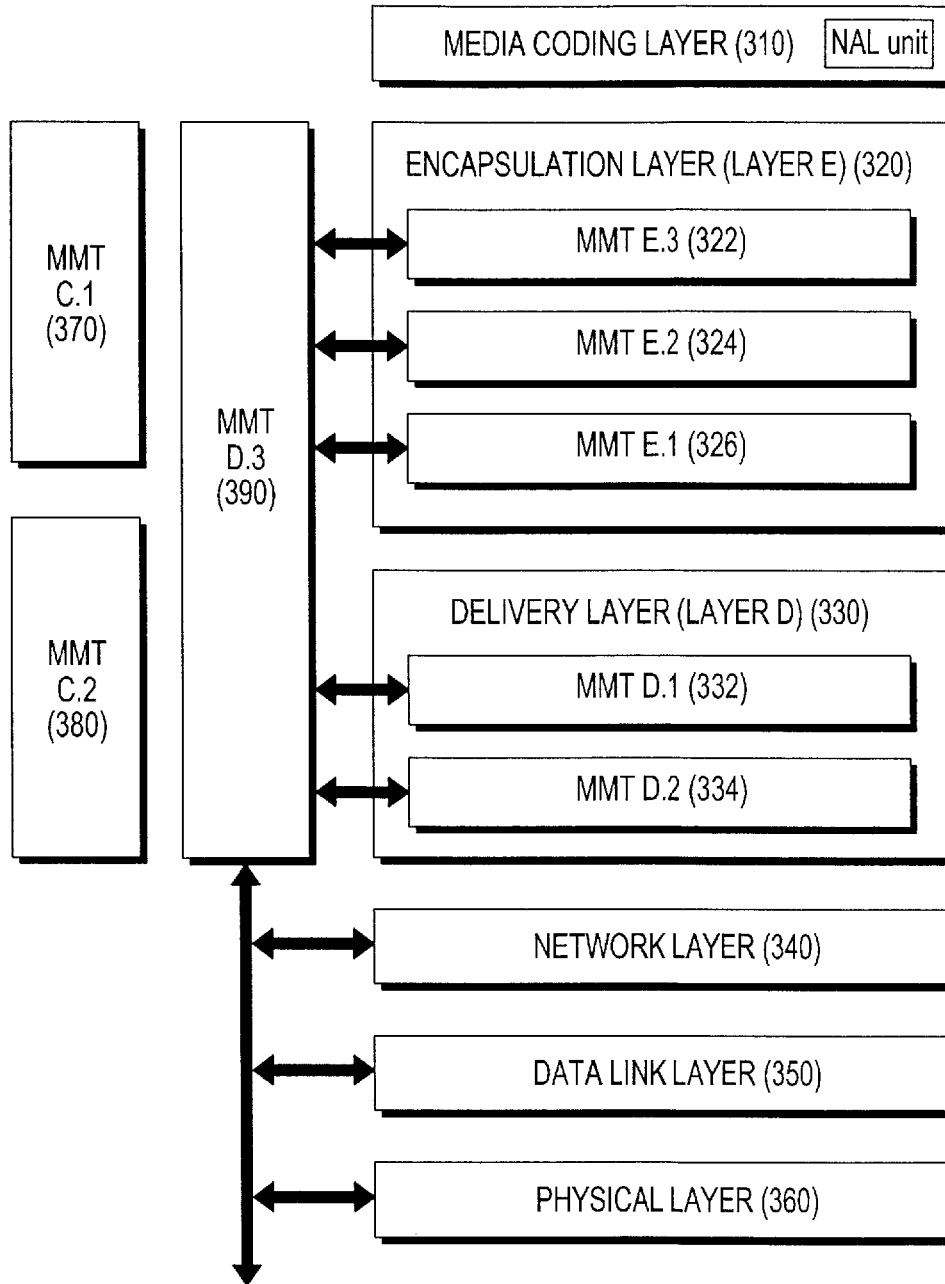 MEDIA CODING LAYER (310) NAL unit
ENCAPSULATION LAYER (LAYER E) (320)
MMT E.3 (322)
MMT E.2 (324)
MMT E.1 (326)
MMT
C.1
(370)
MMT
D.3
(390)
MMT
C.2
(380)
DELIVERY LAYER (LAYER D) (330)
MMT D.1 (332)
MMT D.2 (334)
NETWORK LAYER (340)
DATA LINK LAYER (350)
PHYSICAL LAYER (360)